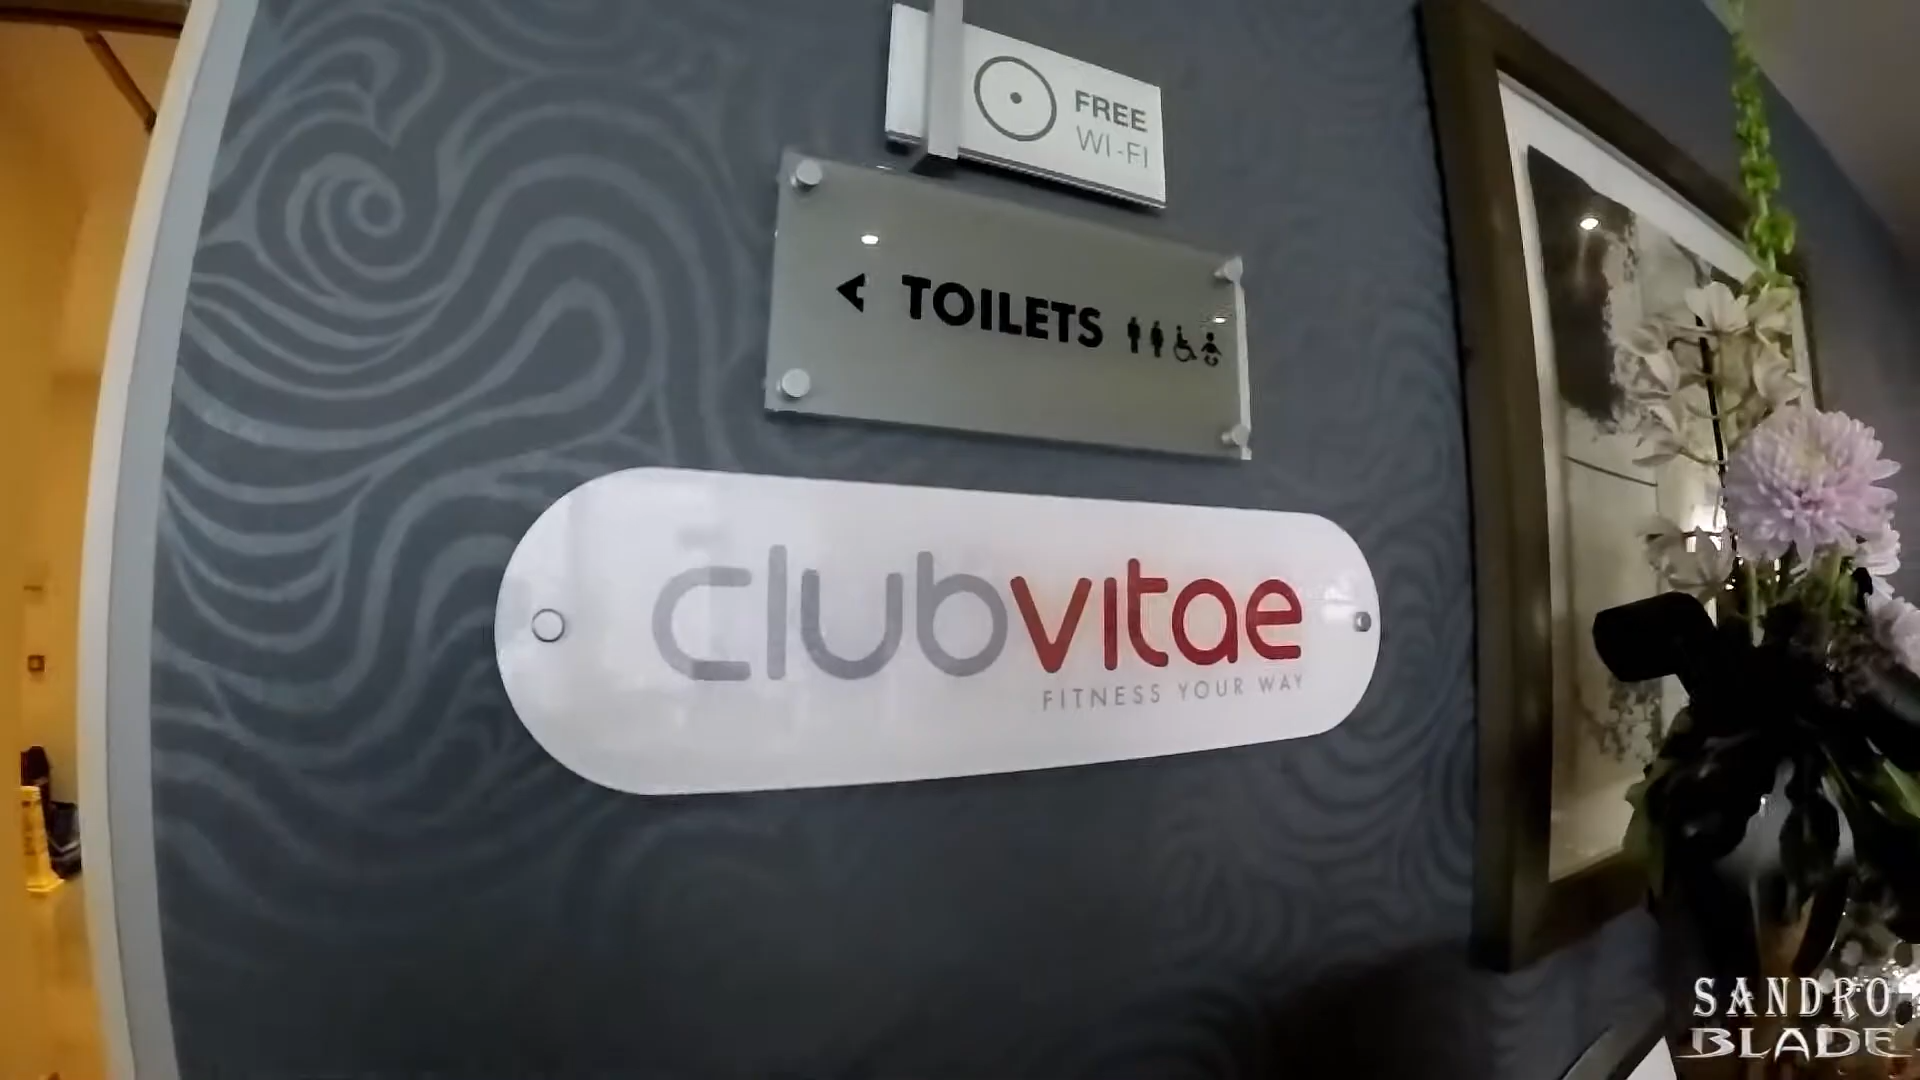 FREE
WI-FI
TOILETS
clubvitae
FITNESS YOUR WAY
SANDRO
BLADE